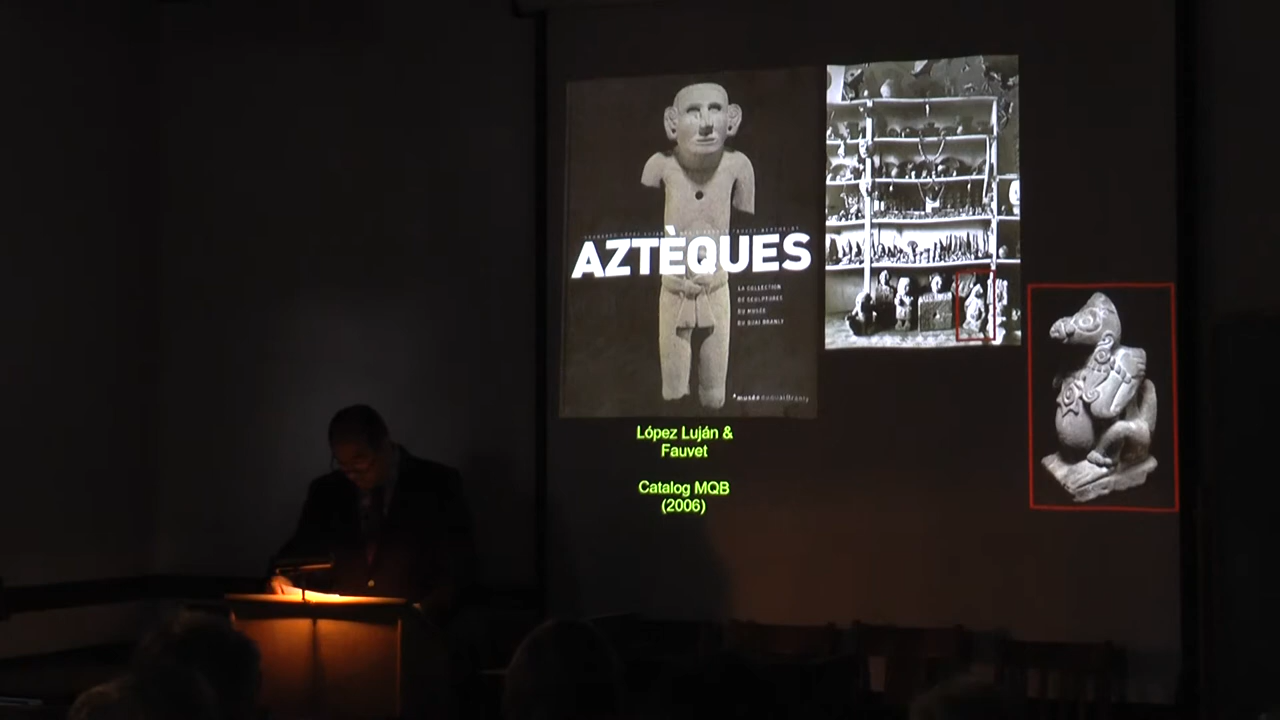 AZTÈQUES
LA COLLECTION
DE SCULPTURES
DU MUSÉE
DU QUAI BRANLY
musée du quai Branly
López Luján &
Fauvet
Catalog MQB
(2006)